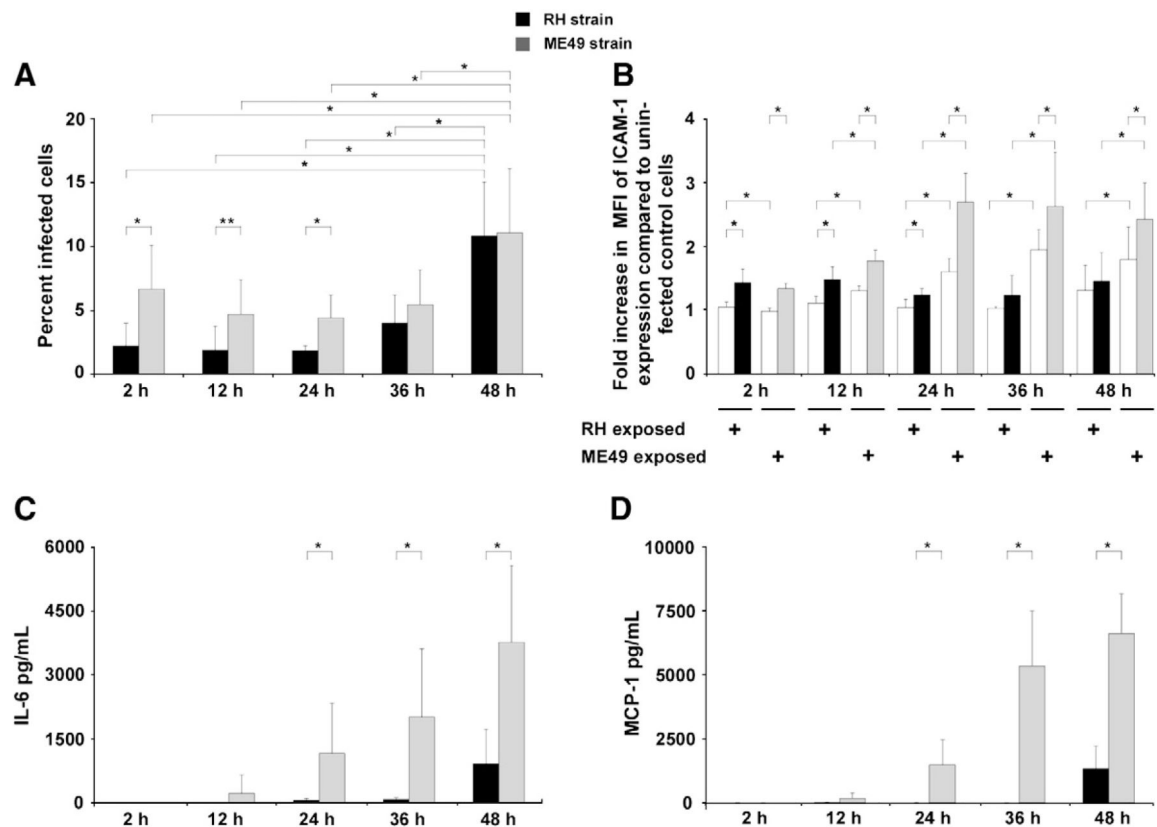 RH strain
ME49 strain
A
Percent infected cells
20
15
10
5
0
* * * *
* * * *
* ** *
2 h 12 h 24 h 36 h 48 h
B
Fold increase in MFI of ICAM-1
expression compared to unin-
fected control cells
4
3
2
1
0
* * * * *
* * * *
* * * * *
* * *
2 h 12 h 24 h 36 h 48 h
RH exposed + + + + +
ME49 exposed + + + + +
C
IL-6 pg/mL
6000
4500
3000
1500
0
* * *
2 h 12 h 24 h 36 h 48 h
D
MCP-1 pg/mL
10000
7500
5000
2500
0
* * *
2 h 12 h 24 h 36 h 48 h